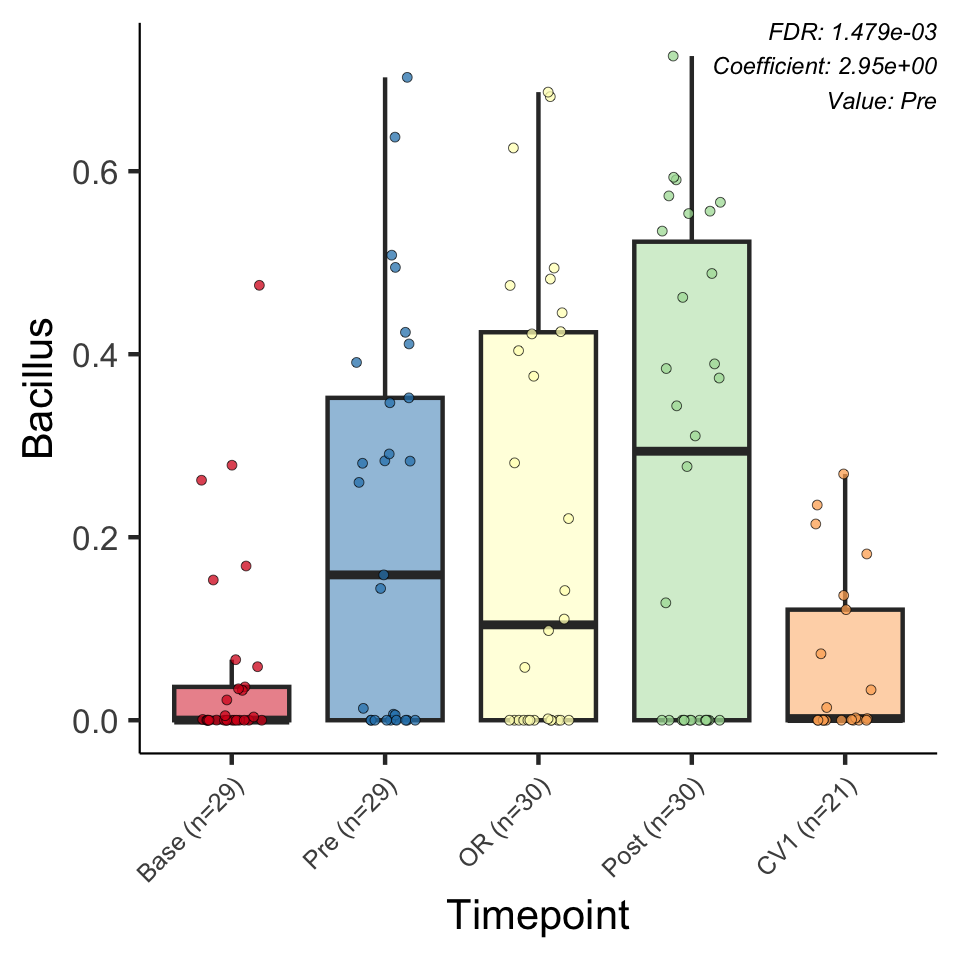 FDR: 1.479e-03
Coefficient: 2.95e+00
Value: Pre
Bacillus
0.6
0.4
0.2
0.0
Base (n=29)
Pre (n=29)
OR (n=30)
Post (n=30)
CV1 (n=21)
Timepoint